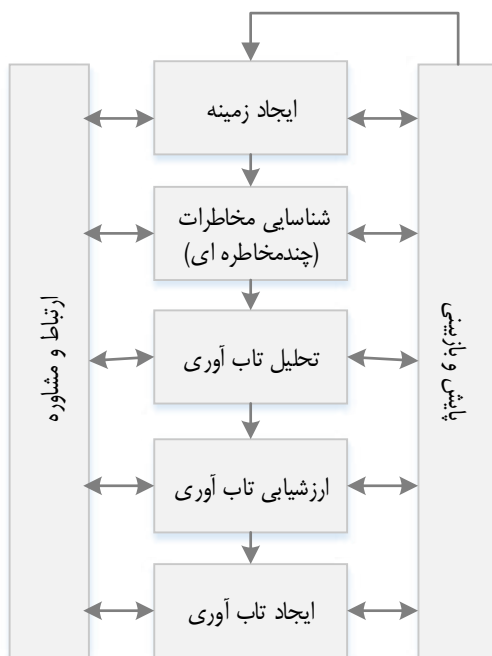 ایجاد زمینه
شناسایی مخاطرات
(چندمخاطره ای)
تحلیل تاب آوری
ارزشیابی تاب آوری
ایجاد تاب آوری
پایش و بازبینی
ارتباط و مشاوره